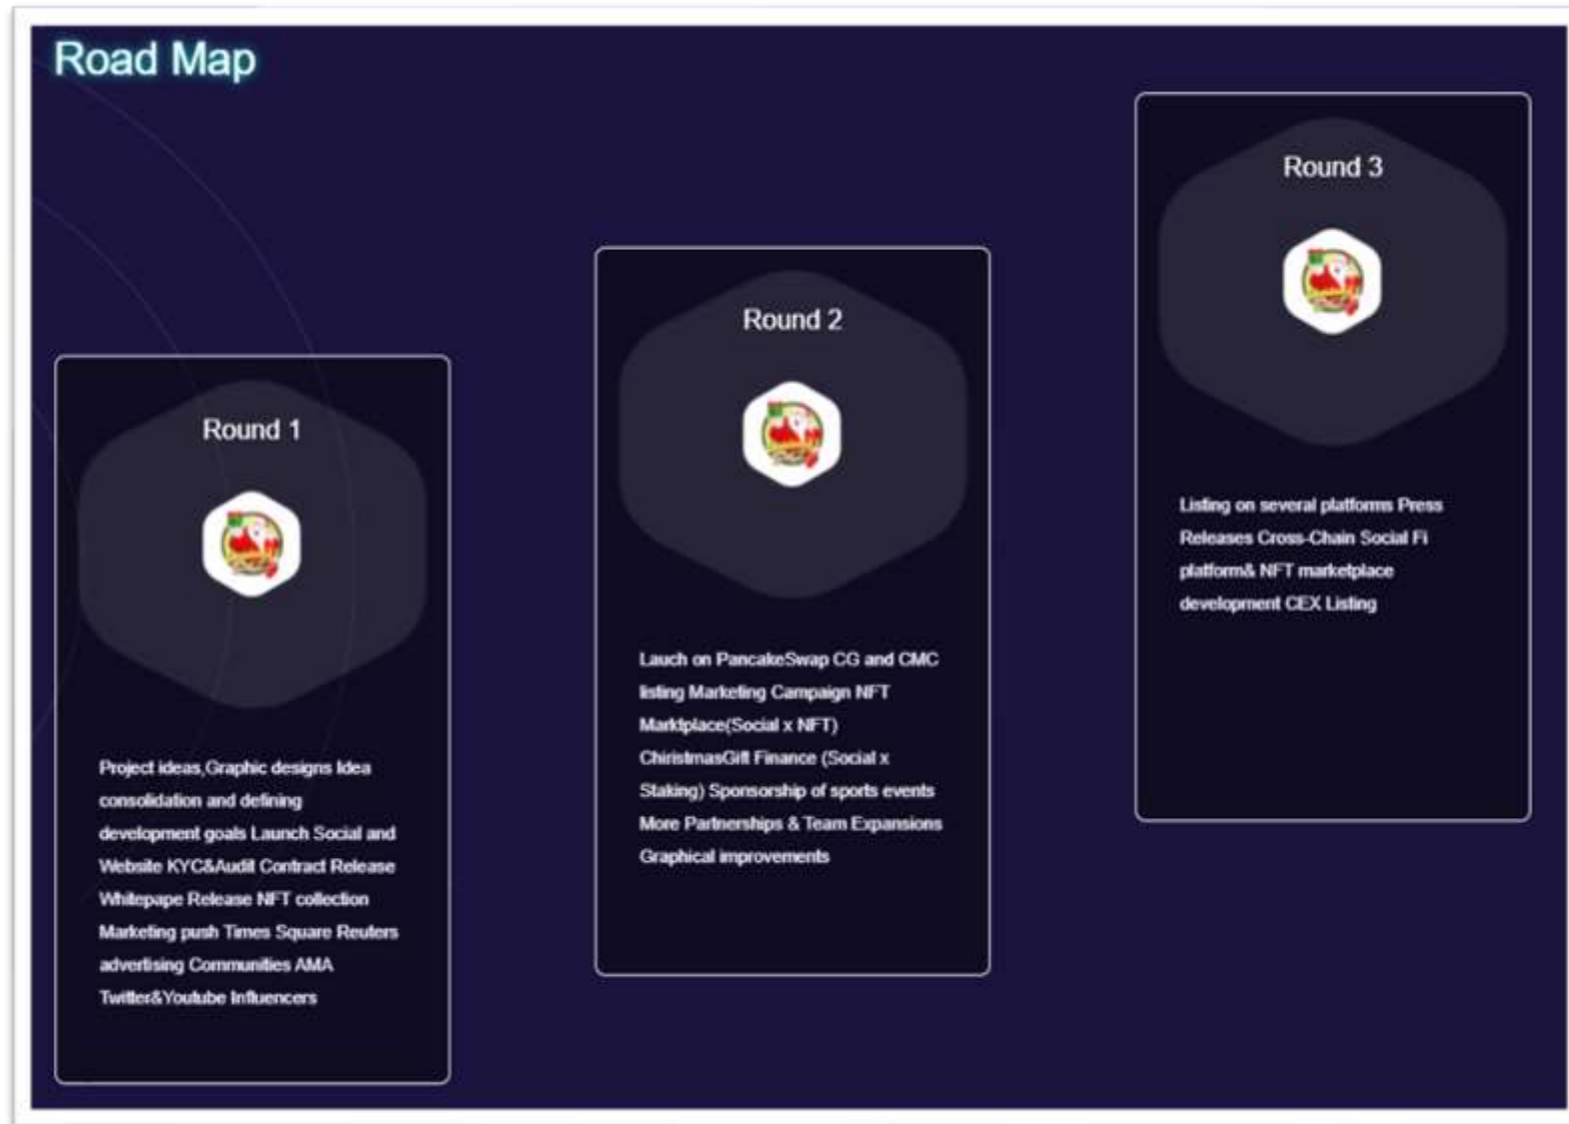 Road Map
Round 1
Project ideas,Graphic designs Idea
consolidation and defining
development goals Launch Social and
Website KYC&Audit Contract Release
Whitepape Release NFT collection
Marketing push Times Square Reuters
advertising Communities AMA
Twitter&Youtube Influencers
Round 2
Lauch on PancakeSwap CG and CMC
listing Marketing Campaign NFT
Marktplace(Social x NFT)
ChiristmasGift Finance (Social x
Staking) Sponsorship of sports events
More Partnerships & Team Expansions
Graphical improvements
Round 3
Listing on several platforms Press
Releases Cross-Chain Social Fi
platform& NFT marketplace
development CEX Listing